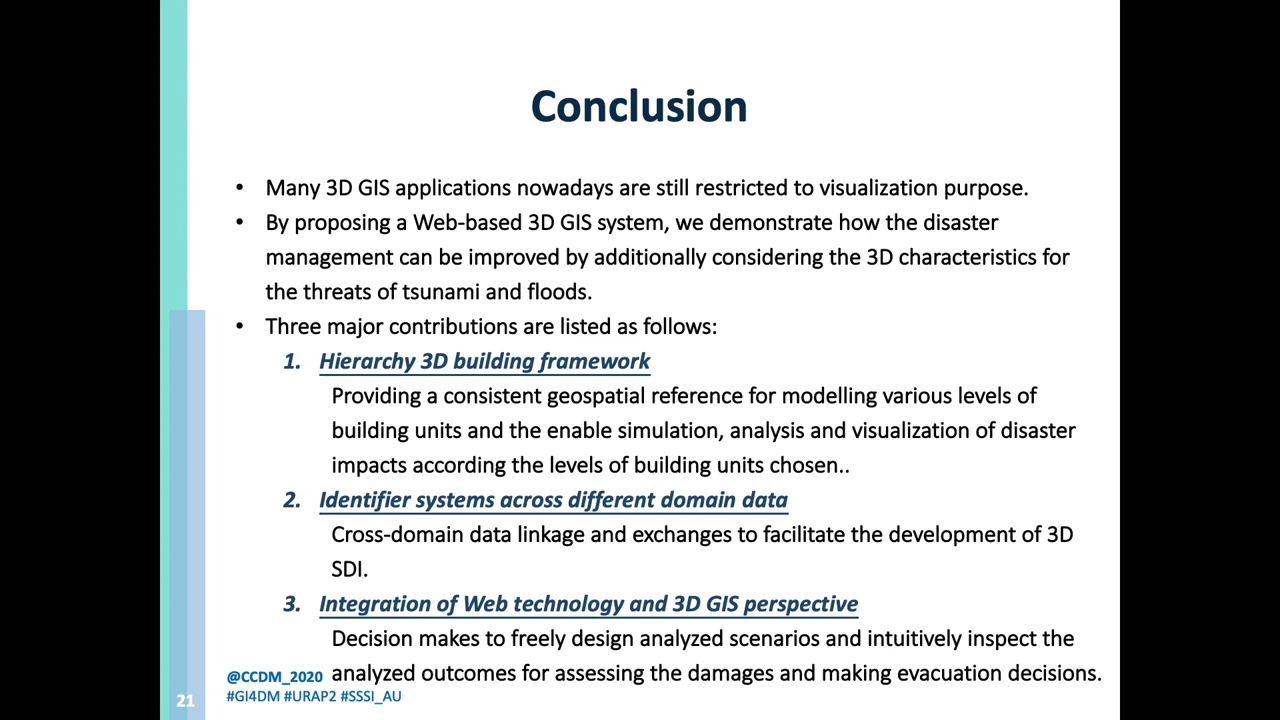 Conclusion
• Many 3D GIS applications nowadays are still restricted to visualization purpose.
• By proposing a Web-based 3D GIS system, we demonstrate how the disaster
management can be improved by additionally considering the 3D characteristics for
the threats of tsunami and floods.
• Three major contributions are listed as follows:
1. Hierarchy 3D building framework
Providing a consistent geospatial reference for modelling various levels of
building units and the enable simulation, analysis and visualization of disaster
impacts according the levels of building units chosen..
2. Identifier systems across different domain data
Cross-domain data linkage and exchanges to facilitate the development of 3D
SDI.
3. Integration of Web technology and 3D GIS perspective
Decision makes to freely design analyzed scenarios and intuitively inspect the
analyzed outcomes for assessing the damages and making evacuation decisions.
@CCDM_2020
#GI4DM #URAP2 #SSSI_AU
21